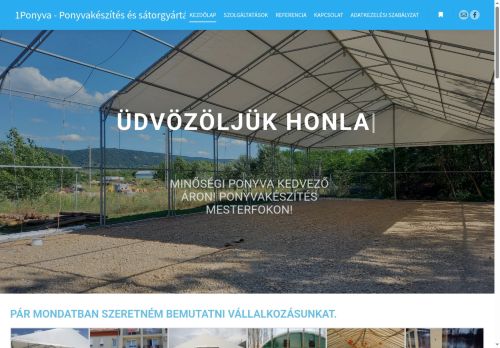 1Ponyva - Ponyvakészítés és sátorgyárta
KEZDŐLAP
SZOLGÁLTATÁSOK
REFERENCIA
KAPCSOLAT
ADATKEZELÉSI SZABÁLYZAT
ÜDVÖZÖLJÜK HONLA
MINŐSÉGI PONYVA KEDVEZŐ
ÁRON! PONYVAKÉSZÍTÉS
MESTERFOKON!
PÁR MONDATBAN SZERETNÉM BEMUTATNI VÁLLALKOZÁSUNKAT.